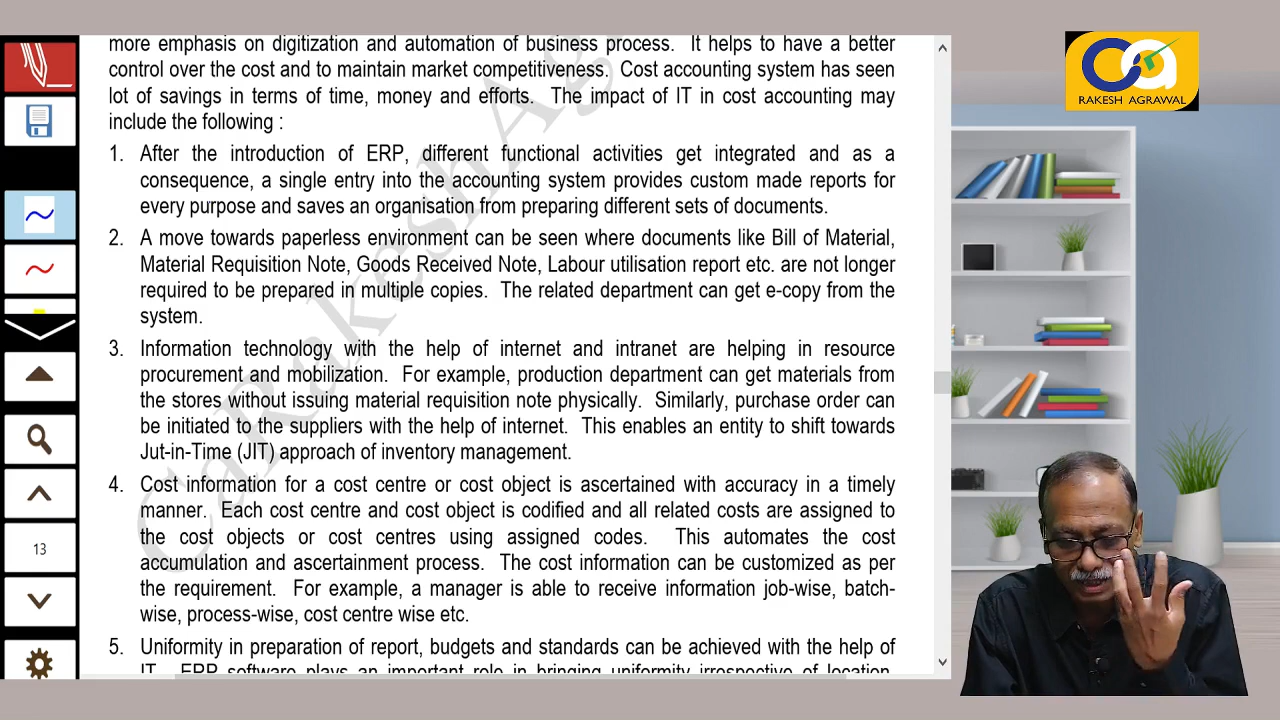 more emphasis on digitization and automation of business process. It helps to have a better
control over the cost and to maintain market competitiveness. Cost accounting system has seen
lot of savings in terms of time, money and efforts. The impact of IT in cost accounting may
include the following :
1. After the introduction of ERP, different functional activities get integrated and as a
consequence, a single entry into the accounting system provides custom made reports for
every purpose and saves an organisation from preparing different sets of documents.
2. A move towards paperless environment can be seen where documents like Bill of Material,
Material Requisition Note, Goods Received Note, Labour utilisation report etc. are not longer
required to be prepared in multiple copies. The related department can get e-copy from the
system.
3. Information technology with the help of internet and intranet are helping in resource
procurement and mobilization. For example, production department can get materials from
the stores without issuing material requisition note physically. Similarly, purchase order can
be initiated to the suppliers with the help of internet. This enables an entity to shift towards
Jut-in-Time (JIT) approach of inventory management.
4. Cost information for a cost centre or cost object is ascertained with accuracy in a timely
manner. Each cost centre and cost object is codified and all related costs are assigned to
the cost objects or cost centres using assigned codes. This automates the cost
accumulation and ascertainment process. The cost information can be customized as per
the requirement. For example, a manager is able to receive information job-wise, batch-
wise, process-wise, cost centre wise etc.
5. Uniformity in preparation of report, budgets and standards can be achieved with the help of
IT. ERP software plays an important role in bringing uniformity irrespective of location,
CaRakeshAg
13
ca
RAKESH AGRAWAL